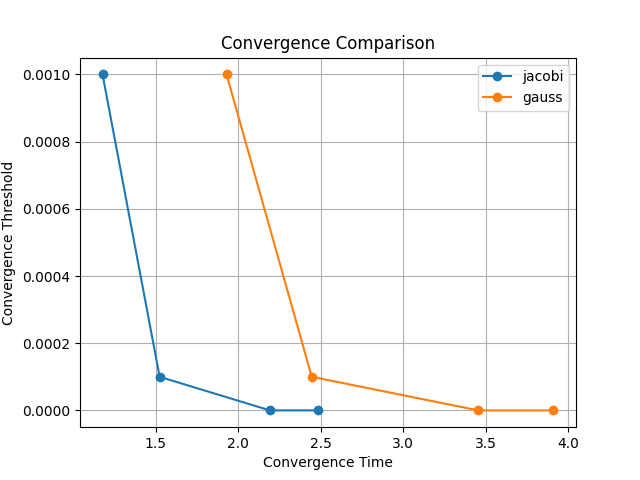 Convergence Comparison
jacobi
gauss
Convergence Threshold
0.0010
0.0008
0.0006
0.0004
0.0002
0.0000
1.5 2.0 2.5 3.0 3.5 4.0
Convergence Time